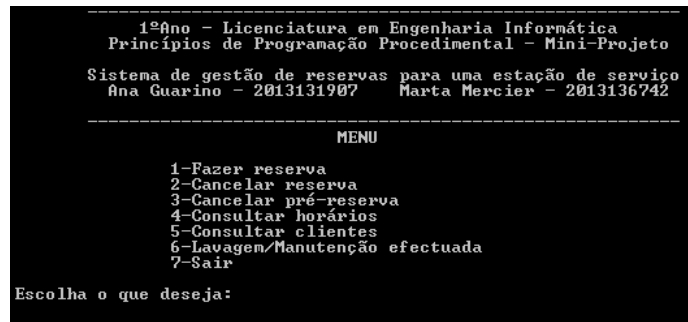 1ºAno - Licenciatura em Engenharia Informática
Princípios de Programação Procedimental - Mini-Projeto
Sistema de gestão de reservas para uma estação de serviço
Ana Guarino - 2013131907 Marta Mercier - 2013136742
MENU
1-Fazer reserva
2-Cancelar reserva
3-Cancelar pré-reserva
4-Consultar horários
5-Consultar clientes
6-Lavagem/Manutenção efectuada
7-Sair
Escolha o que deseja: